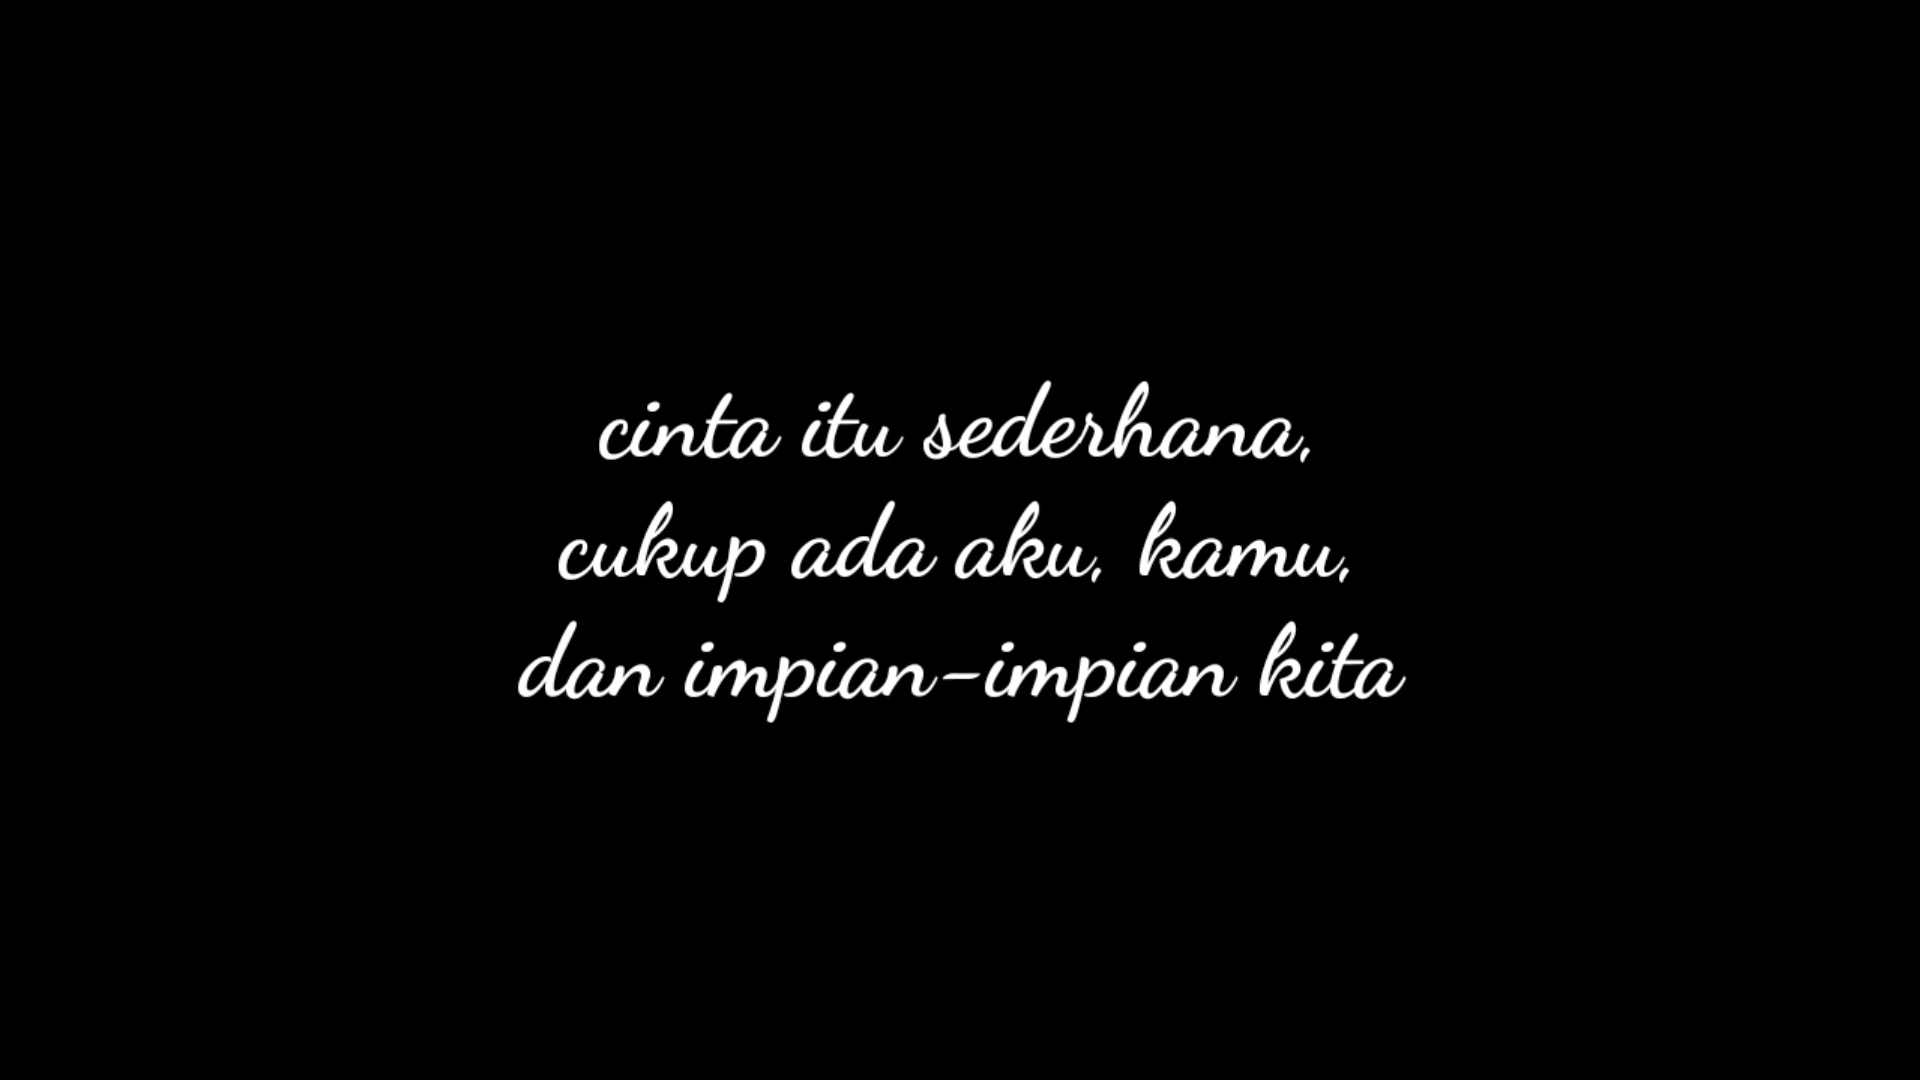 cinta itu sederhana,
cukup ada aku, kamu,
dan impian-impian kita